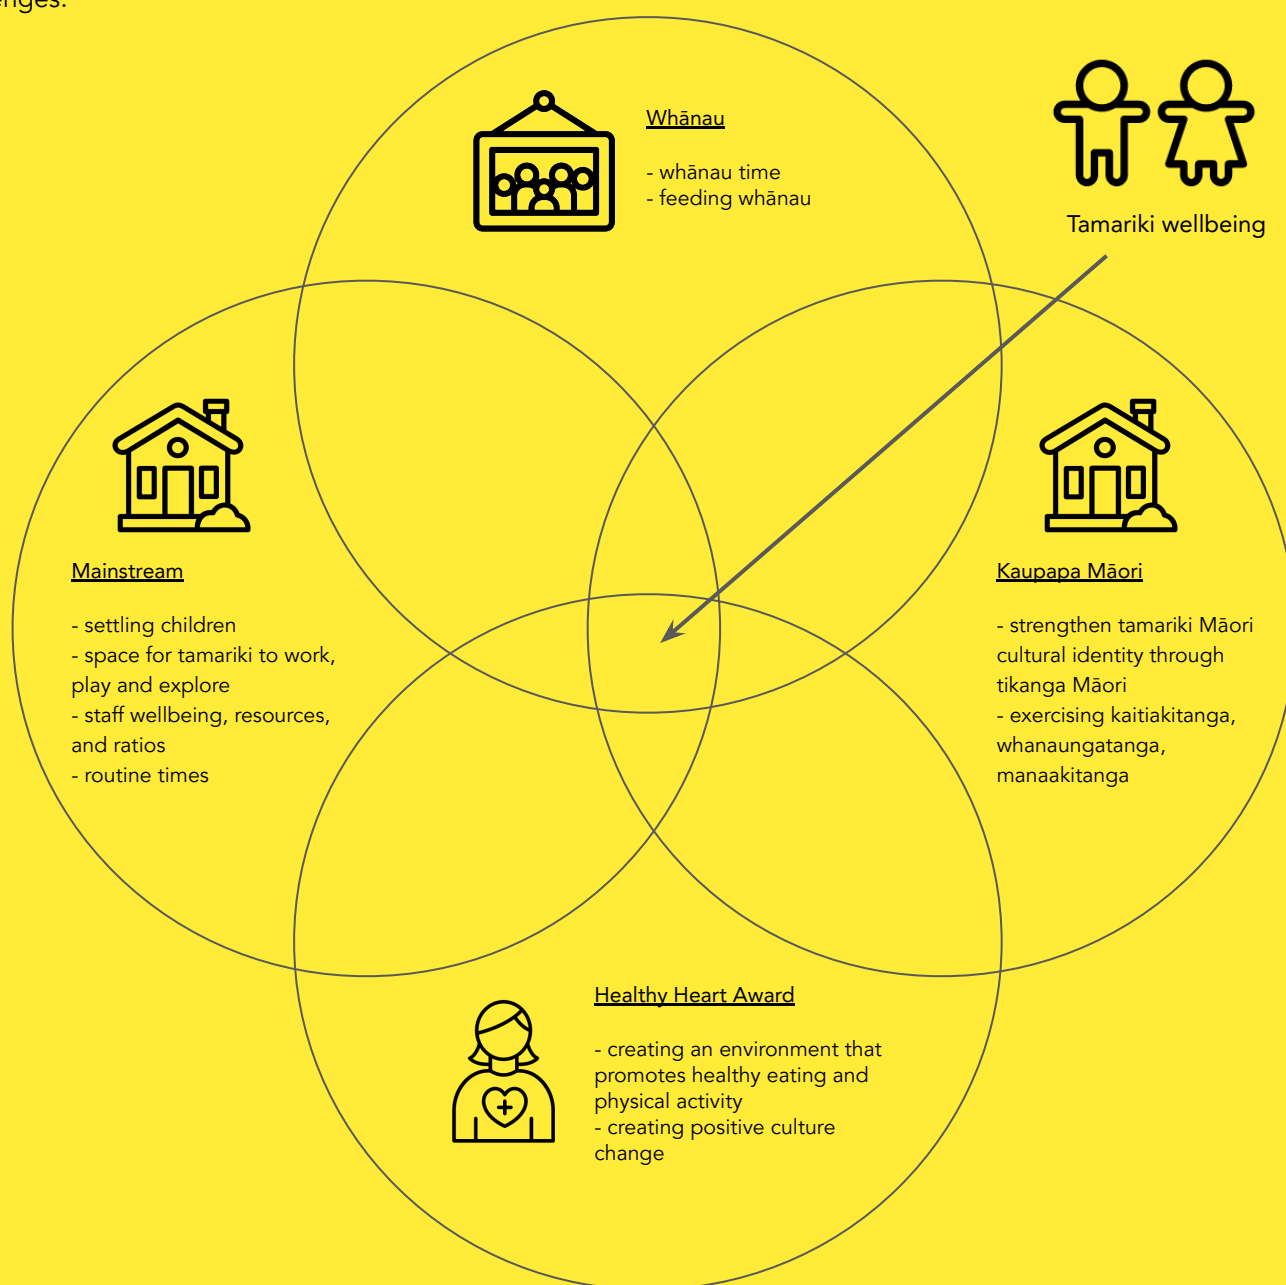 Whānau
- whānau time
- feeding whānau
Tamariki wellbeing
Mainstream
- settling children
- space for tamariki to work,
play and explore
- staff wellbeing, resources,
and ratios
- routine times
Kaupapa Māori
- strengthen tamariki Māori
cultural identity through
tikanga Māori
- exercising kaitiakitanga,
whanaungatanga,
manaakitanga
Healthy Heart Award
- creating an environment that
promotes healthy eating and
physical activity
- creating positive culture
change